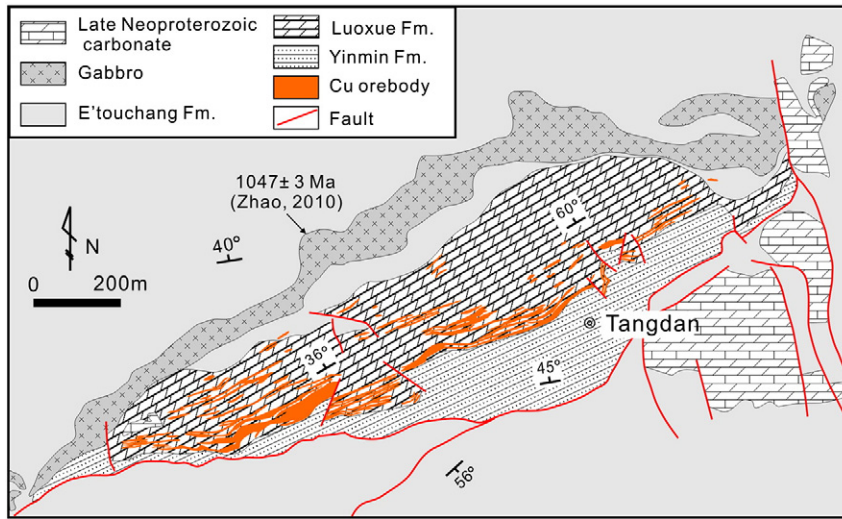 Late Neoproterozoic
carbonate
Gabbro
E'touchang Fm.
Luoxue Fm.
Yinmin Fm.
Cu orebody
Fault
1047± 3 Ma
(Zhao, 2010)
60°
40°
N
0 200m
Tangdan
36°
45°
56°